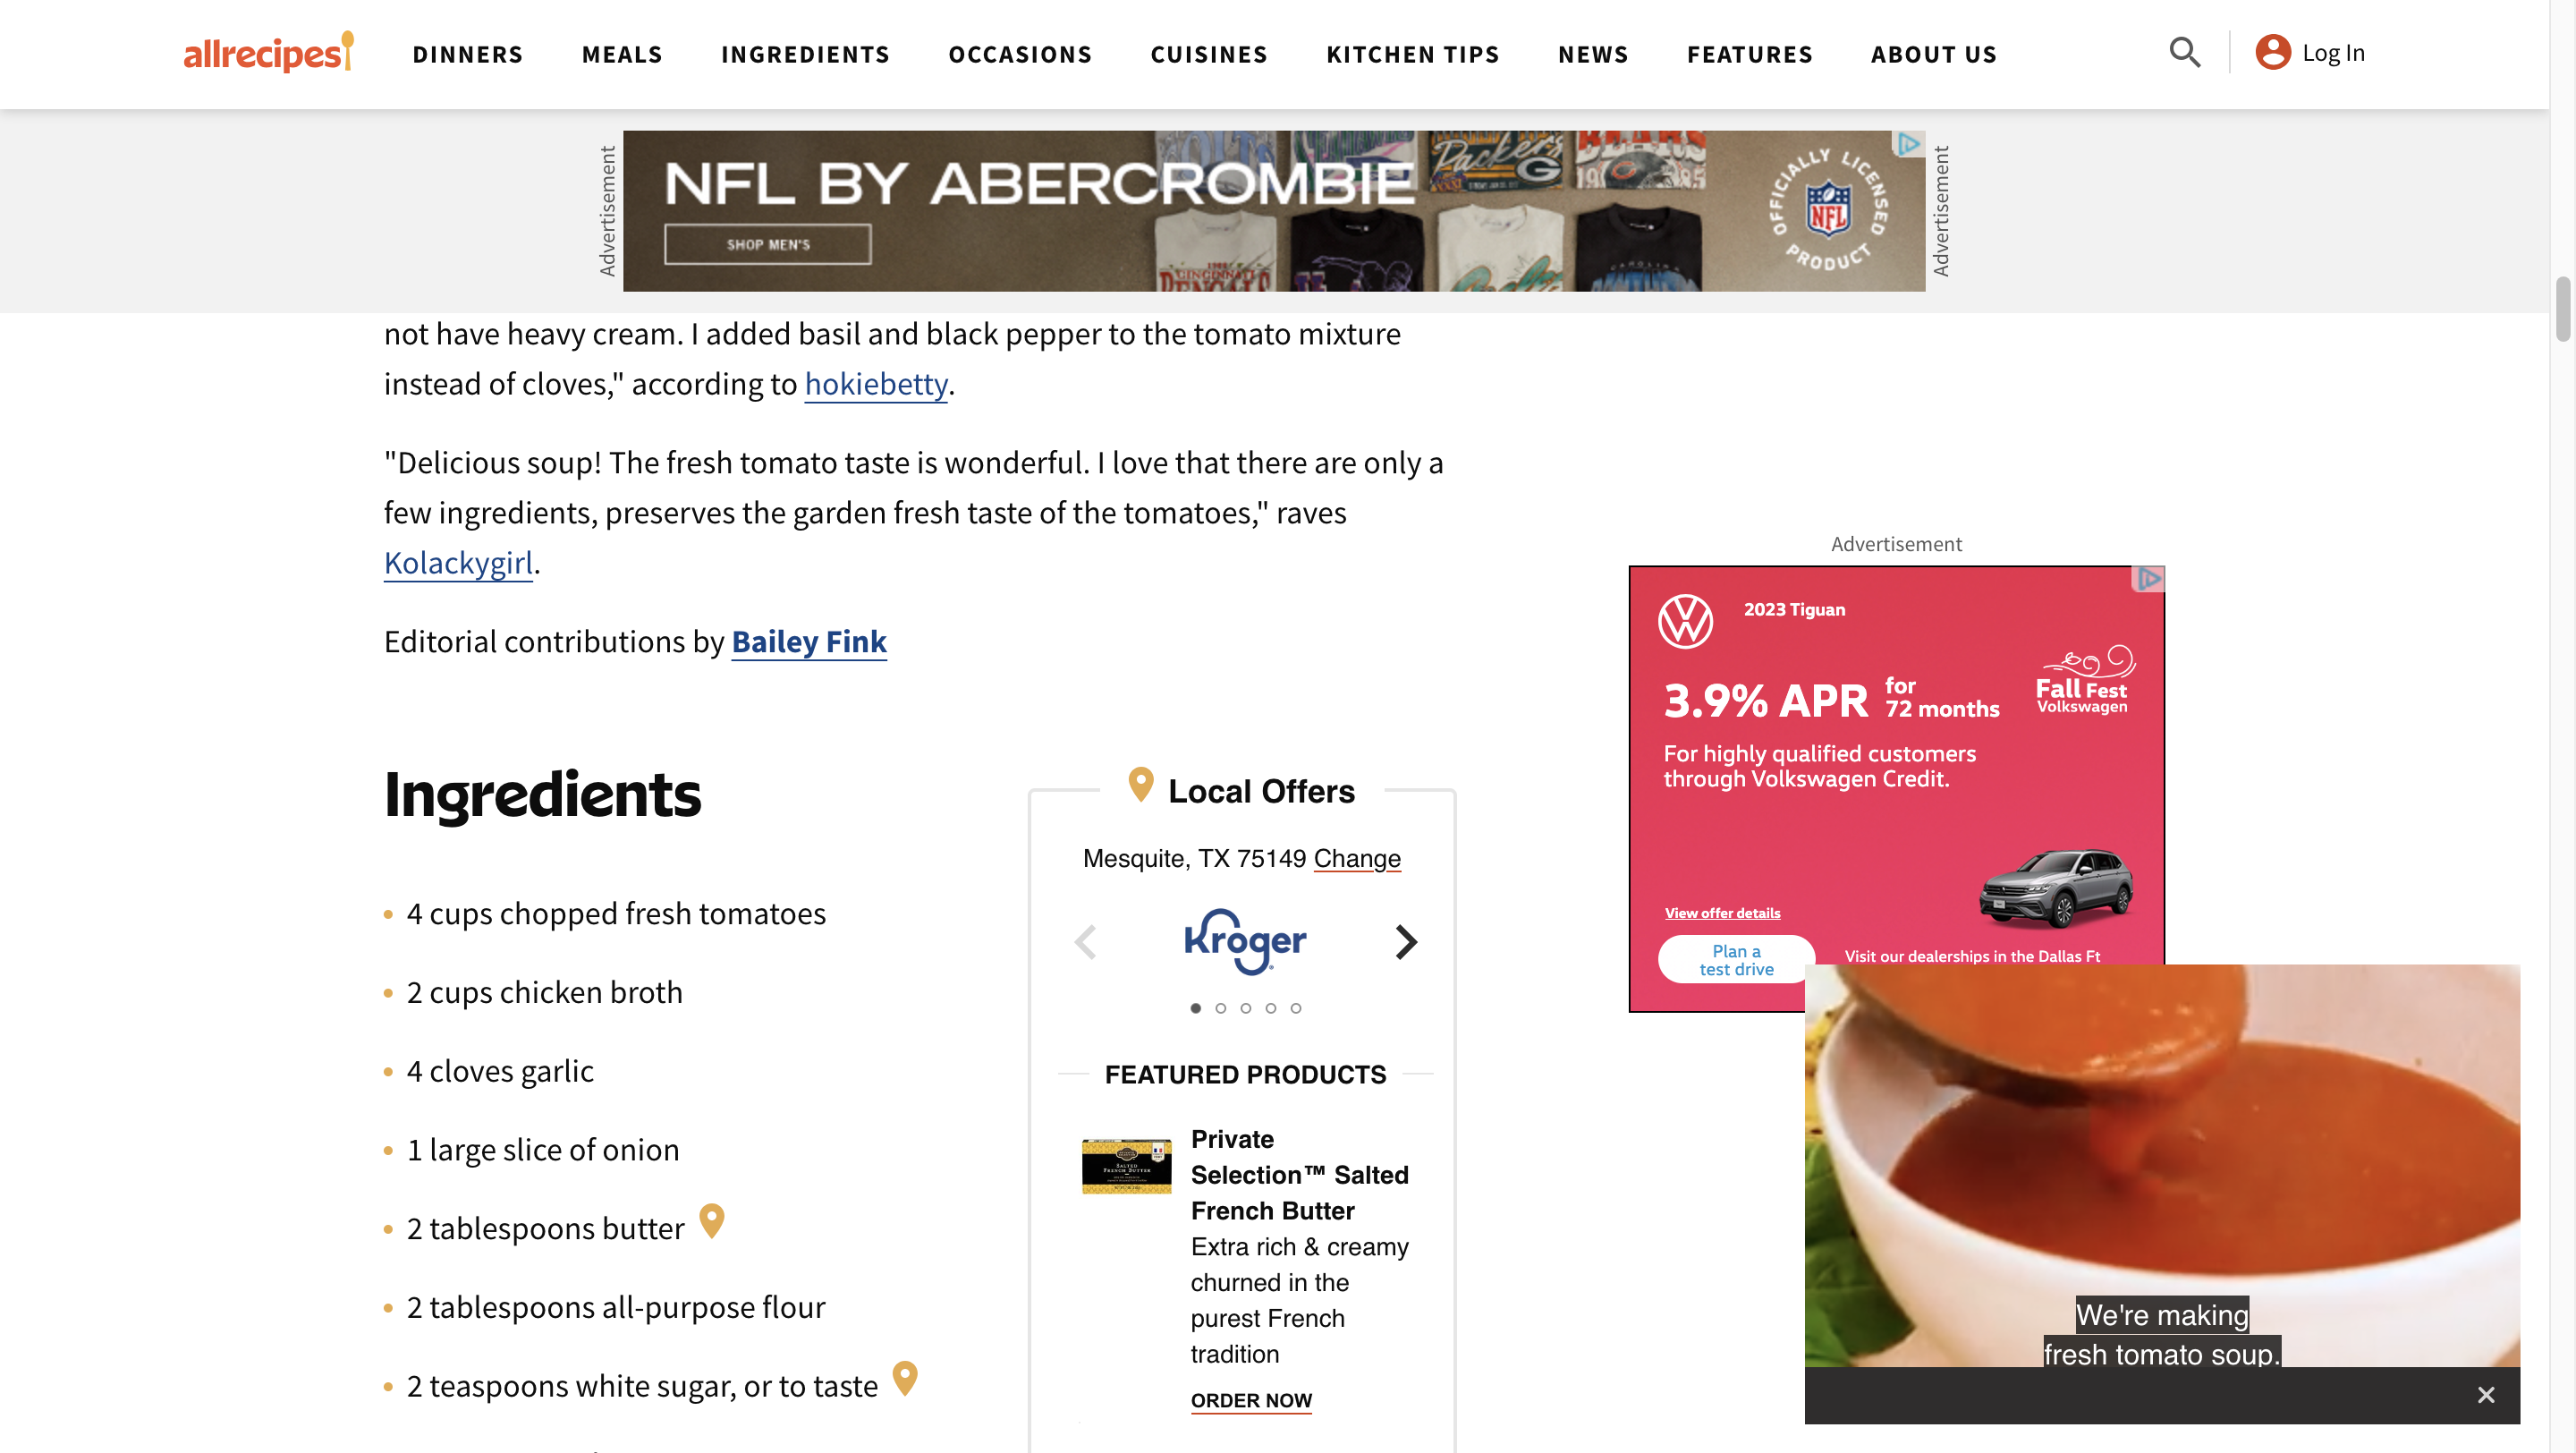 allrecipes
DINNERS
MEALS
INGREDIENTS
OCCASIONS
CUISINES
KITCHEN TIPS
NEWS
FEATURES
ABOUT US
Log In
Advertisement
NFL BY ABERCROMBIE
SHOP MEN'S
Packers
BEARS
OFFICIALLY LICENSED
NFL
PRODUCT
Advertisement
not have heavy cream. I added basil and black pepper to the tomato mixture
instead of cloves," according to hokiebetty.
"Delicious soup! The fresh tomato taste is wonderful. I love that there are only a
few ingredients, preserves the garden fresh taste of the tomatoes," raves
Kolackygirl.
Editorial contributions by Bailey Fink
Ingredients
• 4 cups chopped fresh tomatoes
• 2 cups chicken broth
• 4 cloves garlic
• 1 large slice of onion
• 2 tablespoons butter
• 2 tablespoons all-purpose flour
• 2 teaspoons white sugar, or to taste
Local Offers
Mesquite, TX 75149 Change
Kroger
FEATURED PRODUCTS
SALTED
FRENCH BUTTER
Private
Selection™ Salted
French Butter
Extra rich & creamy
churned in the
purest French
tradition
ORDER NOW
Advertisement
2023 Tiguan
3.9% APR for
72 months
Fall Fest
Volkswagen
For highly qualified customers
through Volkswagen Credit.
View offer details
Plan a
test drive
Visit our dealerships in the Dallas Ft
We're making
fresh tomato soup.